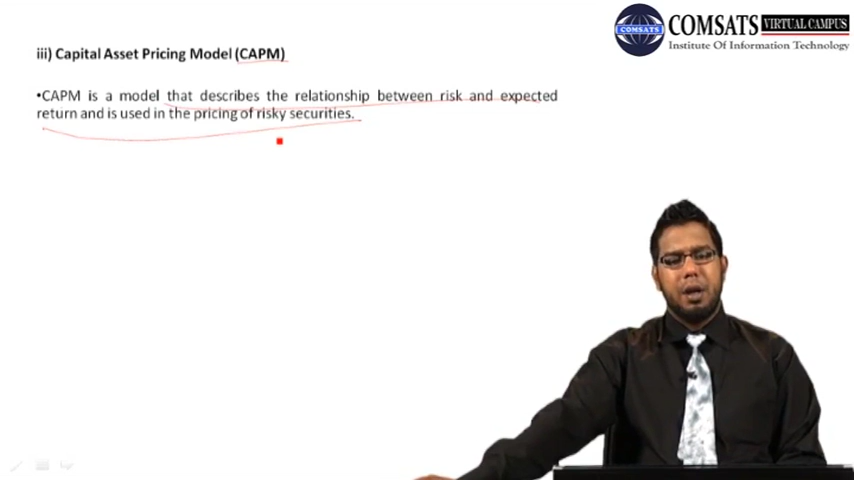 COMSATS VIRTUAL CAMPUS
Institute Of Information Technology
iii) Capital Asset Pricing Model (CAPM)
•CAPM is a model that describes the relationship between risk and expected
return and is used in the pricing of risky securities.